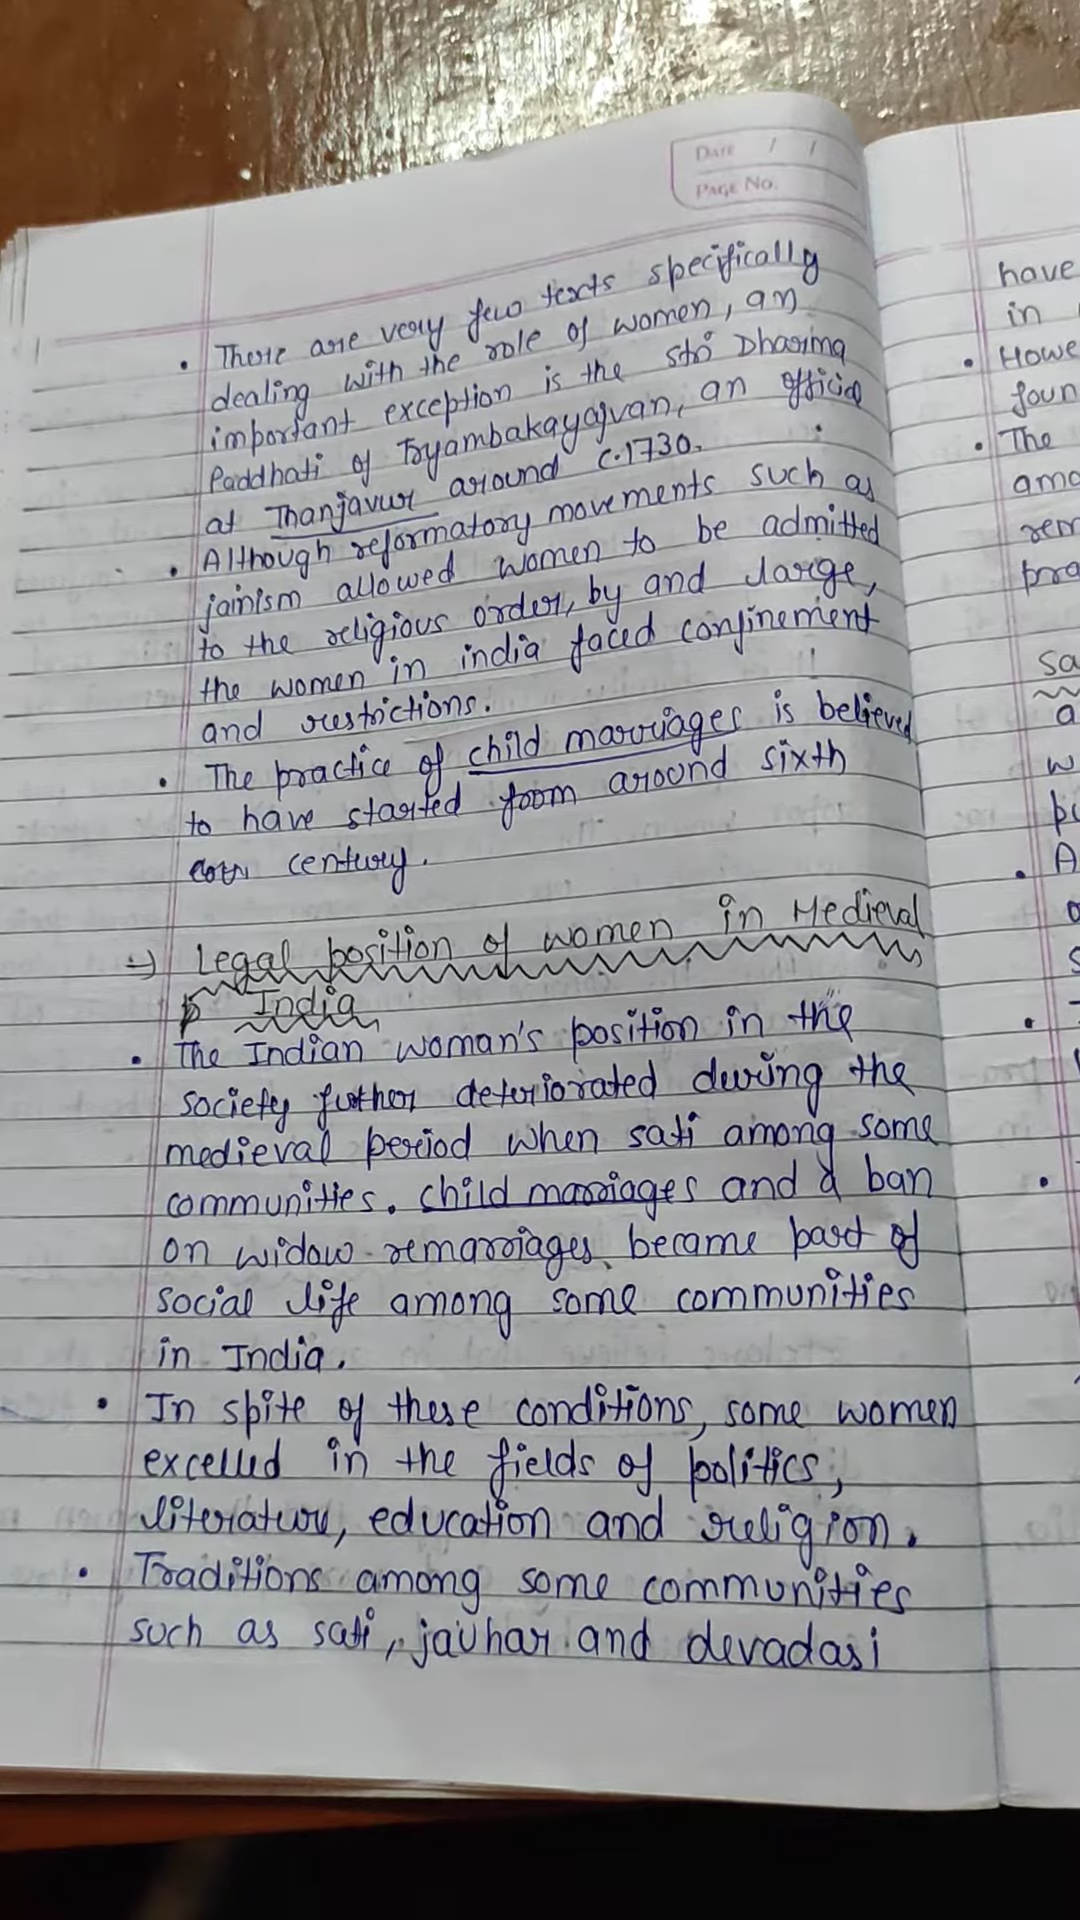 Date / /
Page No.
• There are very few texts specifically
dealing with the role of women, an
important exception is the stri Dharma
Paddhati of Tryambakayajvan, an official
at Thanjavur around c.1730.
• Although reformatory movements such as
jainism allowed women to be admitted
to the religious order, by and large,
the women in india faced confinement
and restrictions.
• The practice of child marriages is believed
to have started from around sixth
century.
Legal position of women in Medieval
India
• The Indian woman's position in the
society further deteriorated during the
medieval period when sati among some
communities. child marriages and a ban
on widow remarriages became part of
social life among some communities
in India.
• In spite of these conditions, some women
excelled in the fields of politics,
literature, education and religion.
• Traditions among some communities
such as sati, jauhar and devadasi
have
in
• Howe
foun
• The
amo
rem
pra
sa
a
w
• A